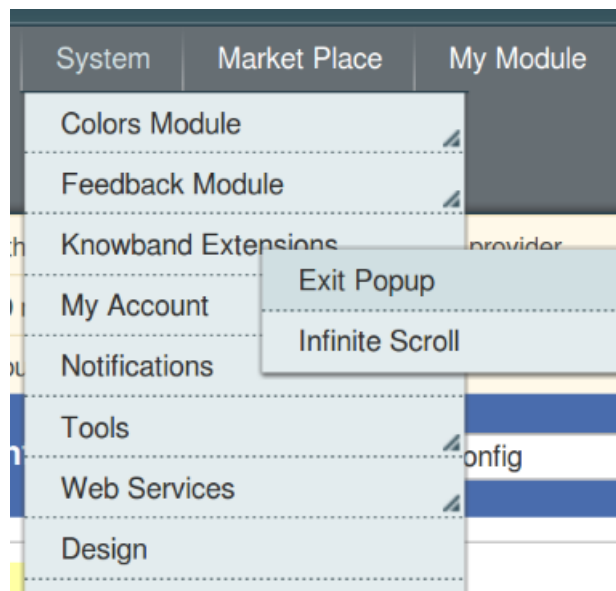 System Market Place My Module
Colors Module
Feedback Module
Knowband Extensions provider
Exit Popup
My Account
Infinite Scroll
Notifications
Tools
onfig
Web Services
Design